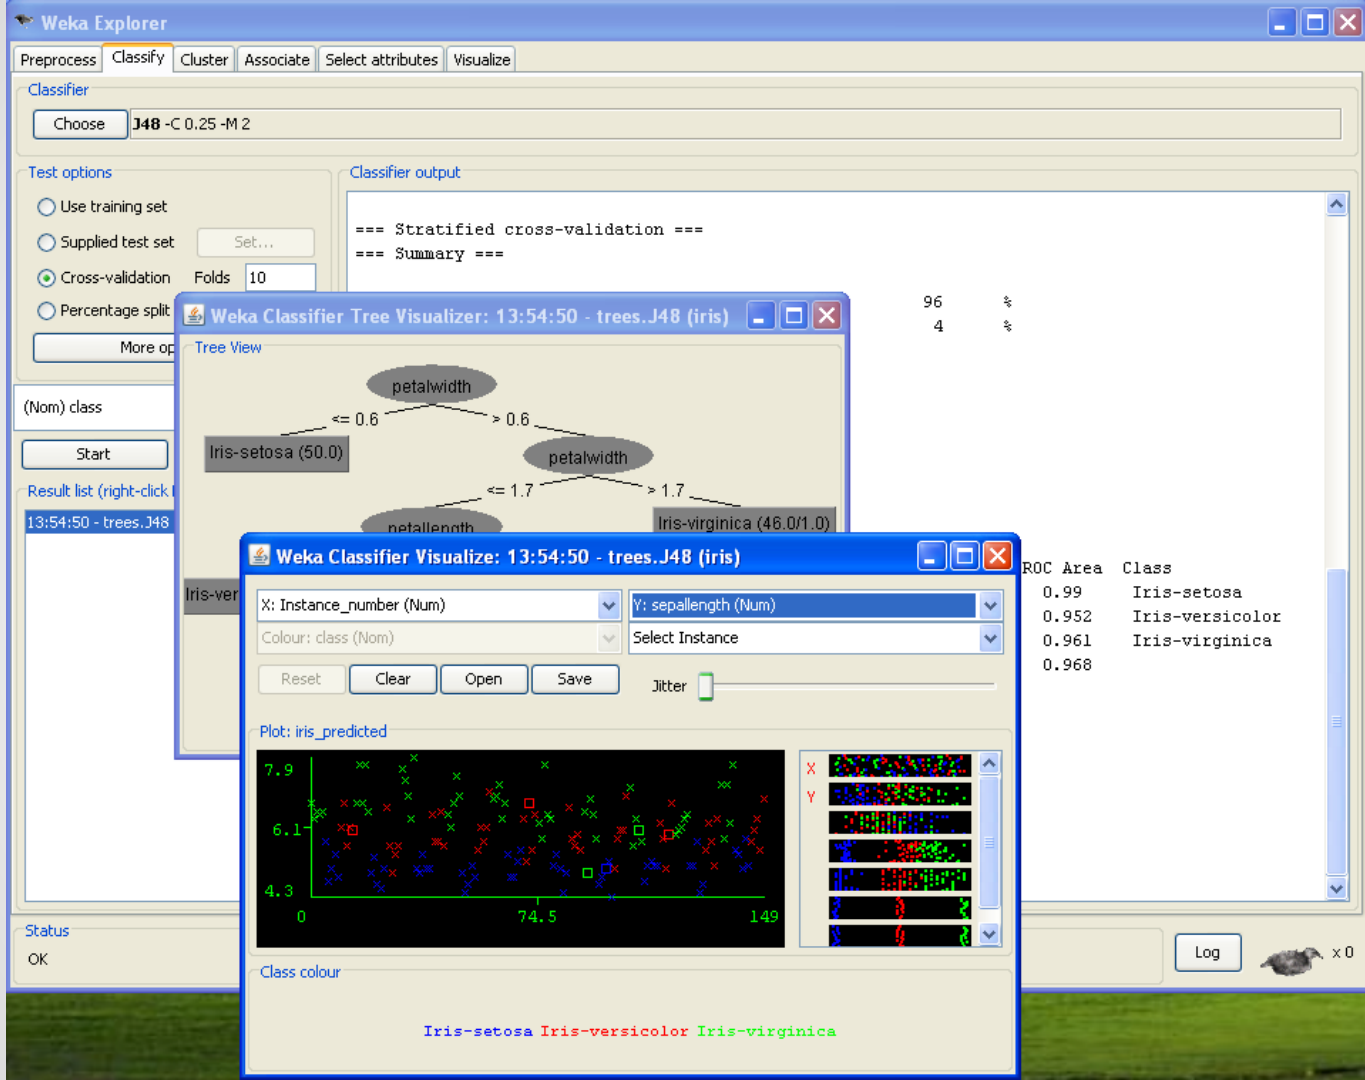 Weka Explorer
Preprocess Classify Cluster Associate Select attributes Visualize
Classifier
Choose J48 -C 0.25 -M 2
Test options
Use training set
Supplied test set Set...
Cross-validation Folds 10
Percentage split
More op
(Nom) class
Start
Result list (right-click
13:54:50 - trees.J48
Classifier output
=== Stratified cross-validation ===
=== Summary ===
96 %
4 %
ROC Area Class
0.99 Iris-setosa
0.952 Iris-versicolor
0.961 Iris-virginica
0.968
Weka Classifier Tree Visualizer: 13:54:50 - trees.J48 (iris)
Tree View
petalwidth
<= 0.6 > 0.6
Iris-setosa (50.0) petalwidth
<= 1.7 > 1.7
petallength Iris-virginica (46.0/1.0)
Iris-ver
Weka Classifier Visualize: 13:54:50 - trees.J48 (iris)
X: Instance_number (Num) Y: sepallength (Num)
Colour: class (Nom) Select Instance
Reset Clear Open Save Jitter
Plot: iris_predicted
7.9
6.1
4.3
0 74.5 149
X
Y
Class colour
Iris-setosa Iris-versicolor Iris-virginica
Status
OK
Log x 0